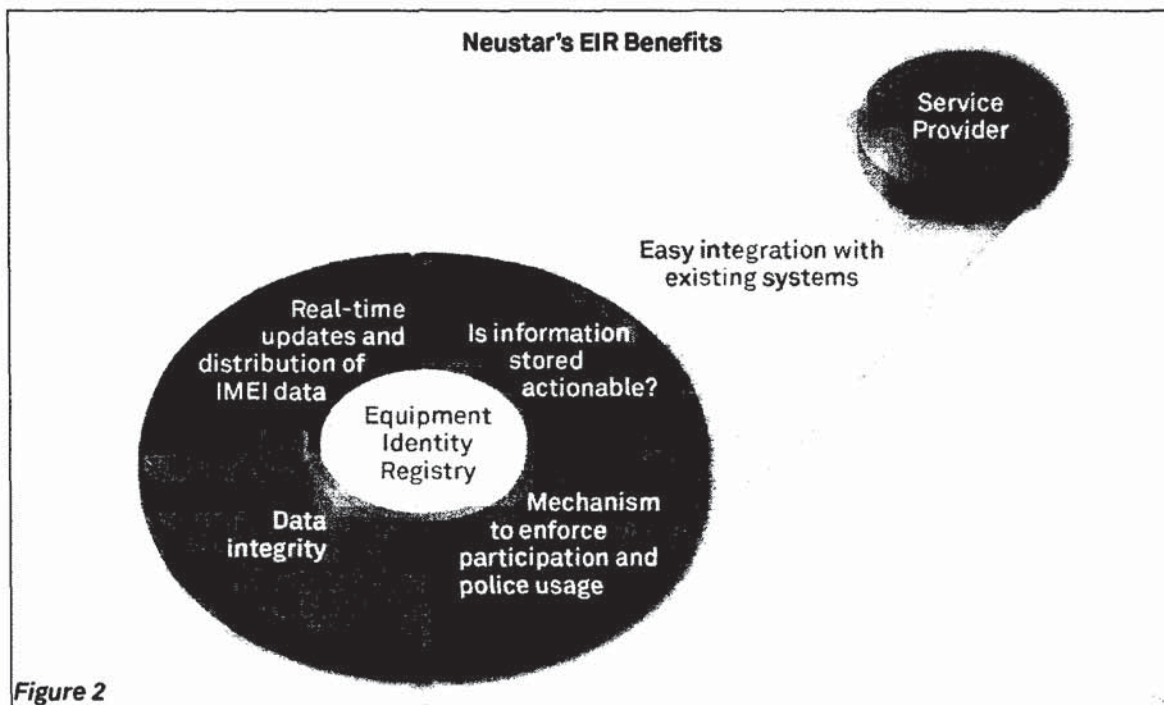 Neustar's EIR Benefits
Service
Provider
Easy integration with
existing systems
Real-time
updates and
distribution of
IMEI data
Is information
stored
actionable?
Equipment
Identity
Registry
Data
integrity
Mechanism
to enforce
participation and
police usage
Figure 2